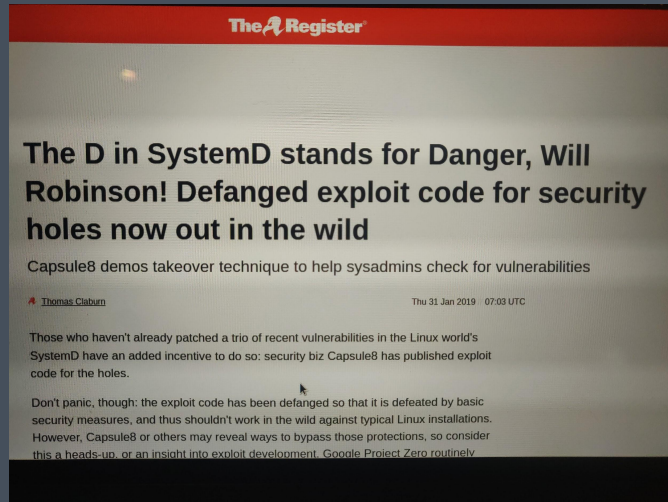 The Register®
The D in SystemD stands for Danger, Will
Robinson! Defanged exploit code for security
holes now out in the wild
Capsule8 demos takeover technique to help sysadmins check for vulnerabilities
Thomas Claburn
Thu 31 Jan 2019 07:03 UTC
Those who haven't already patched a trio of recent vulnerabilities in the Linux world's
SystemD have an added incentive to do so: security biz Capsule8 has published exploit
code for the holes.
Don't panic, though: the exploit code has been defanged so that it is defeated by basic
security measures, and thus shouldn't work in the wild against typical Linux installations.
However, Capsule8 or others may reveal ways to bypass those protections, so consider
this a heads-up, or an insight into exploit development. Google Project Zero routinely